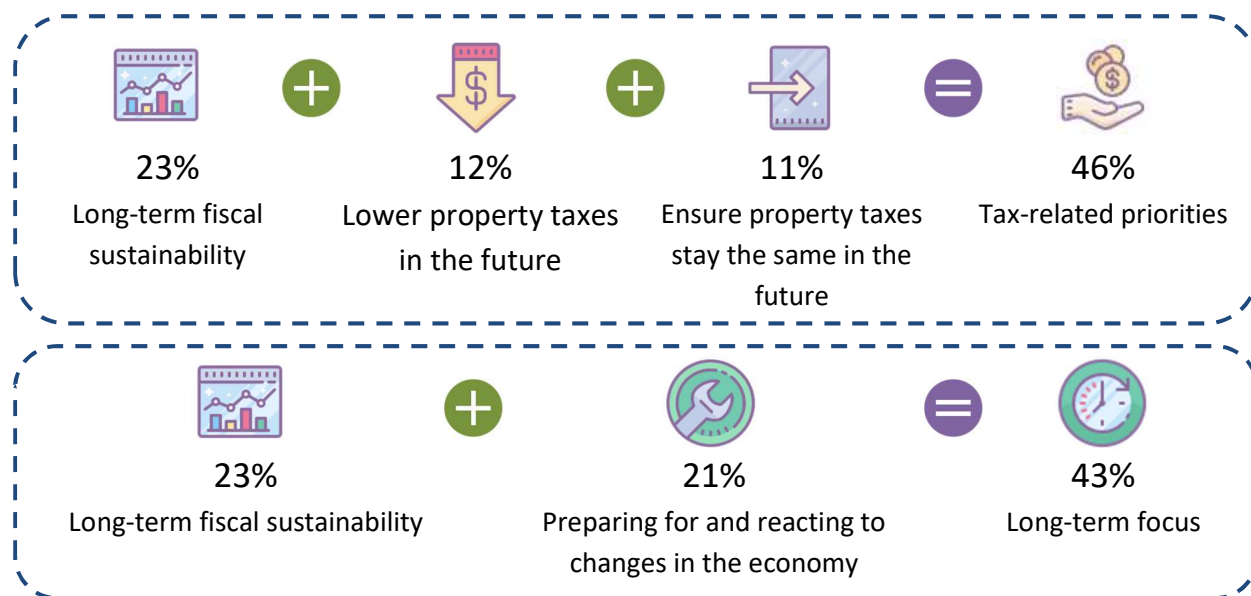 23%
Long-term fiscal
sustainability
12%
Lower property taxes
in the future
11%
Ensure property taxes
stay the same in the
future
46%
Tax-related priorities
23%
Long-term fiscal sustainability
21%
Preparing for and reacting to
changes in the economy
43%
Long-term focus